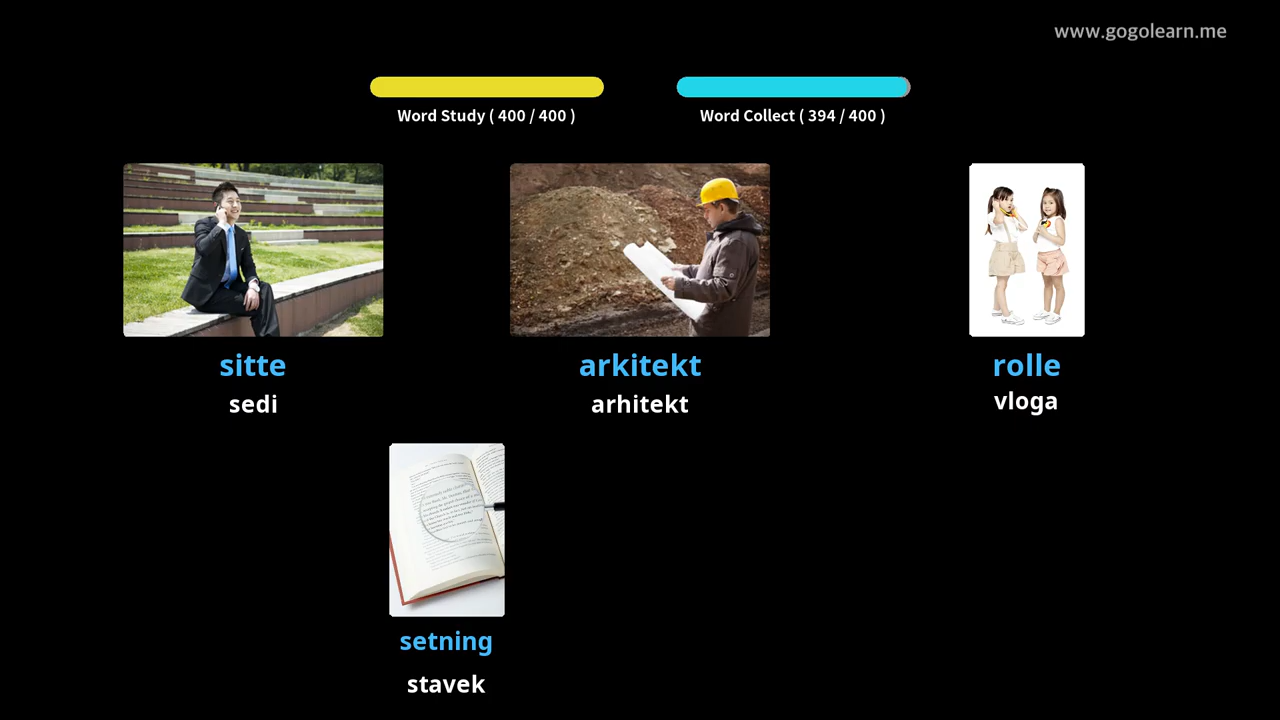 www.gogolearn.me
Word Study ( 400 / 400 )
Word Collect ( 394 / 400 )
sitte
sedi
arkitekt
arhitekt
rolle
vloga
setning
stavek